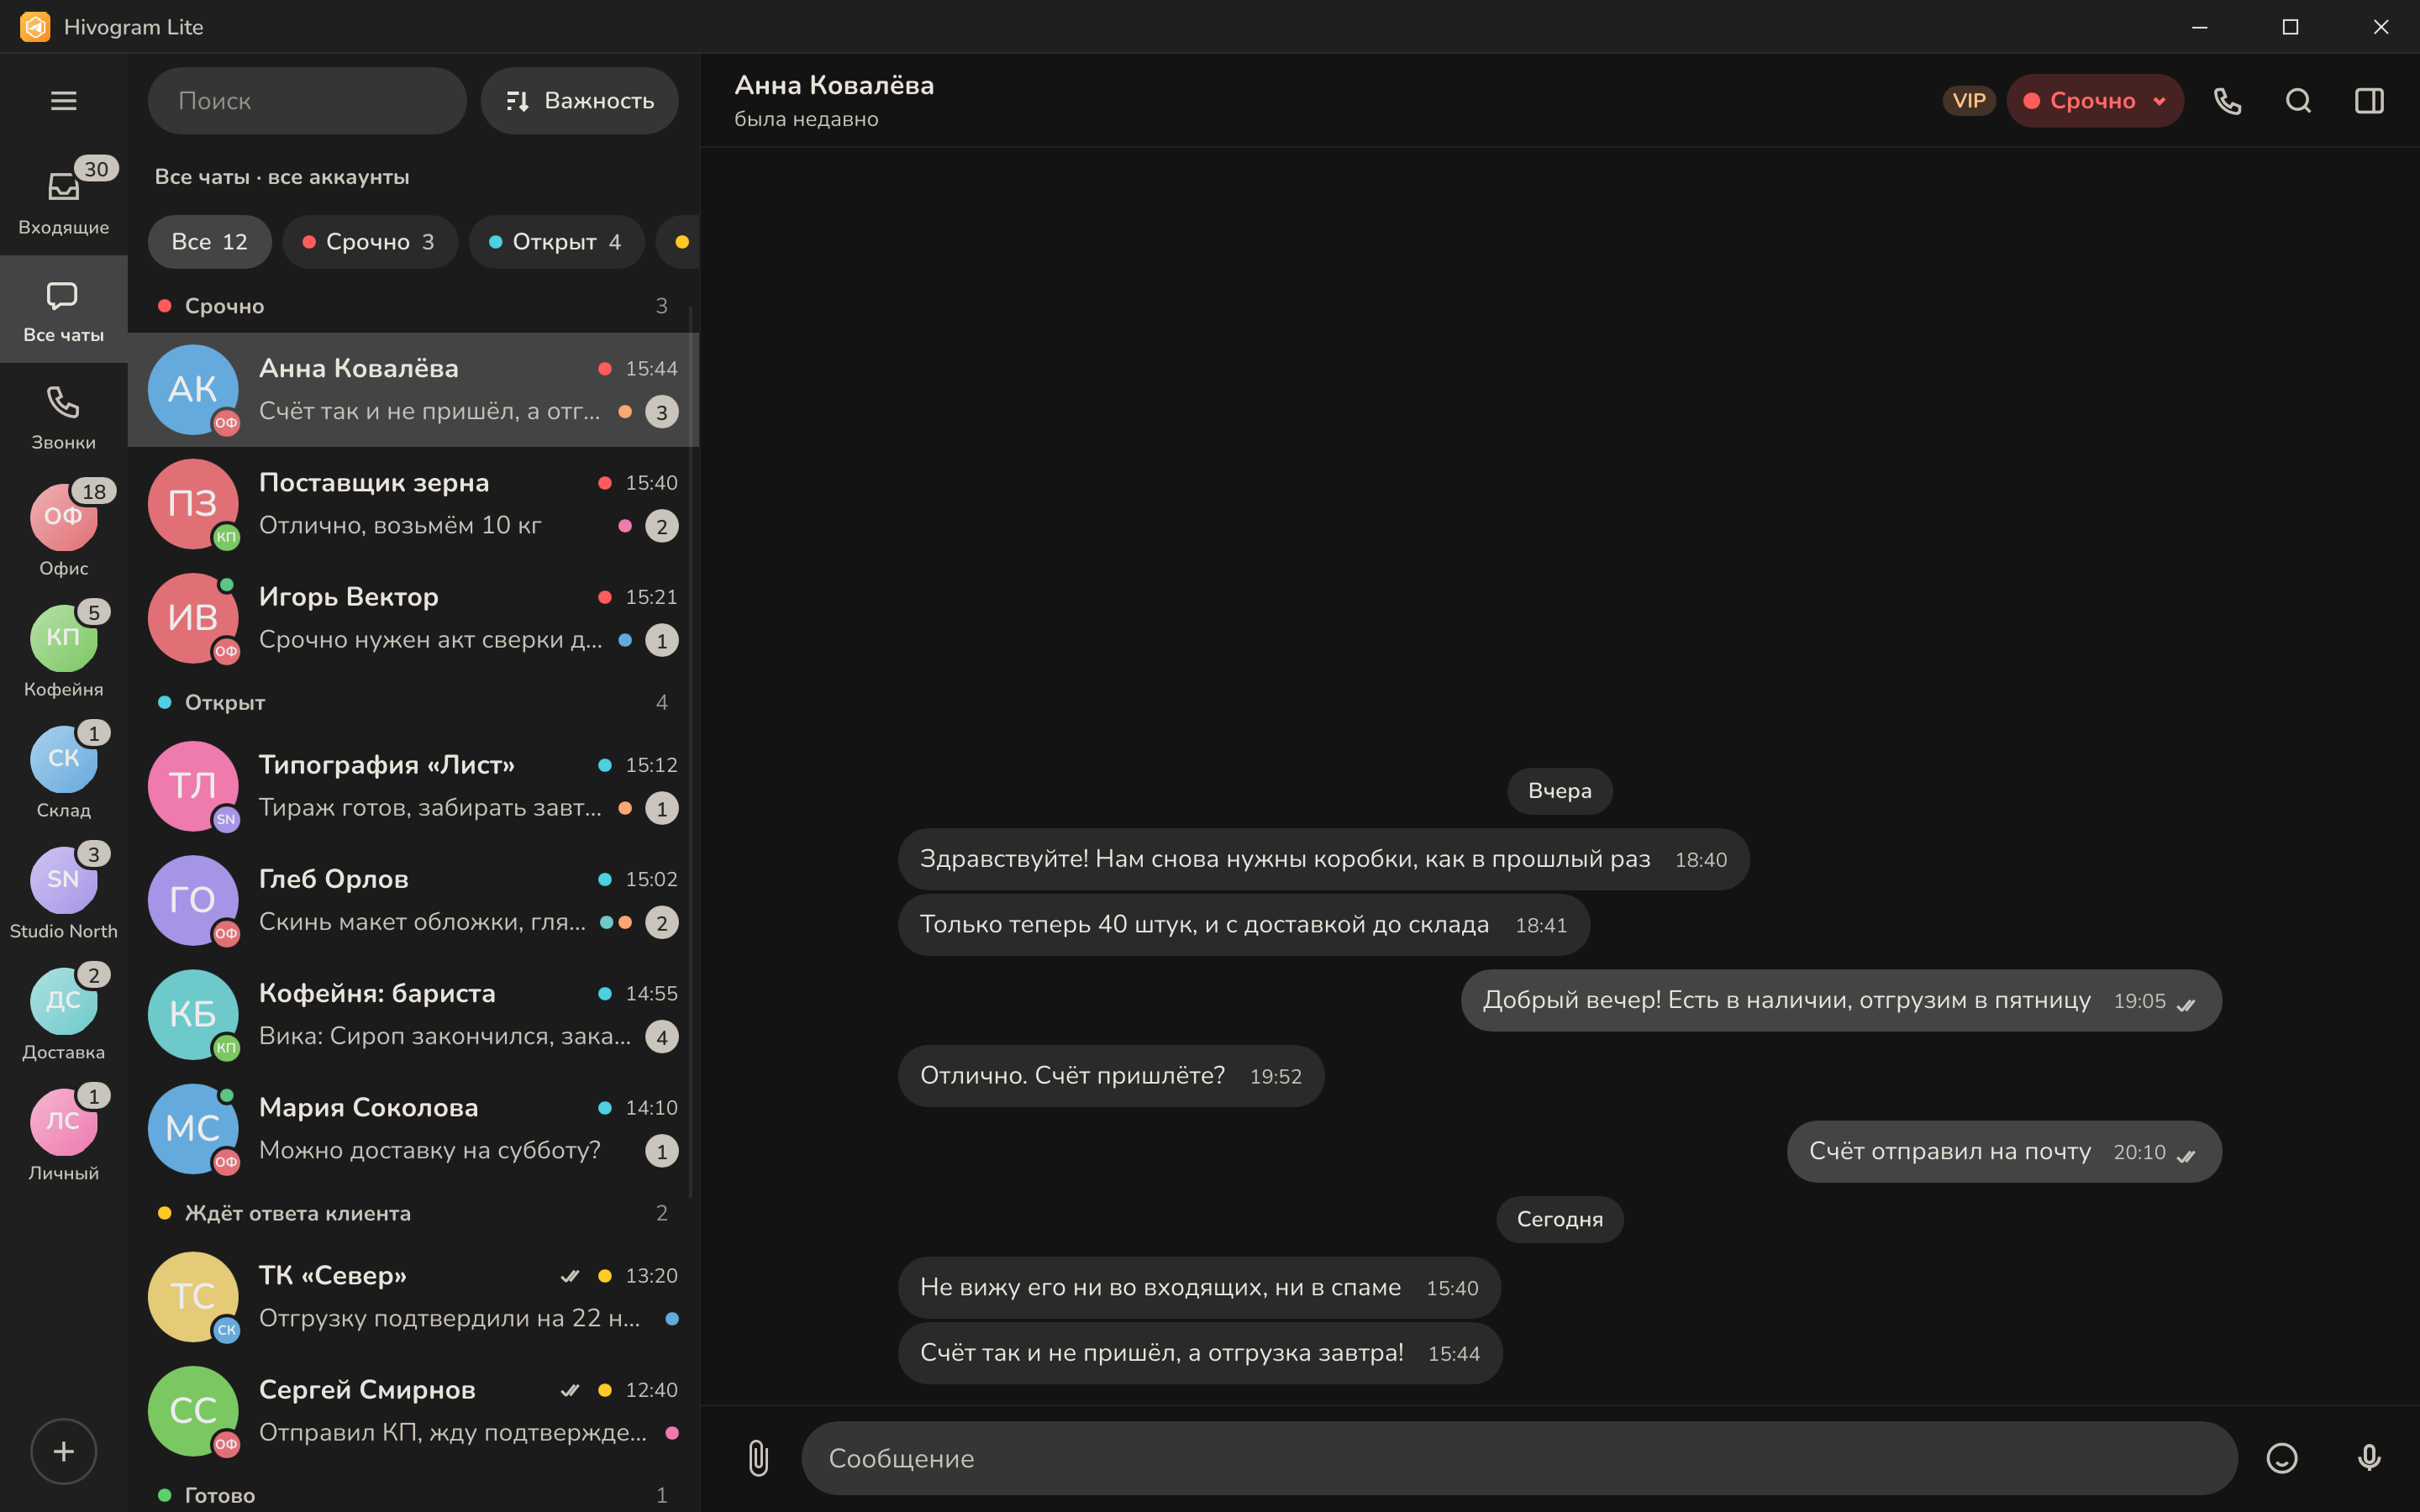 Hivogram Lite
Поиск
Важность
30
Входящие
Все чаты
Звонки
ОФ
18
Офис
КП
5
Кофейня
СК
1
Склад
SN
3
Studio North
ДС
2
Доставка
ЛС
1
Личный
Все чаты · все аккаунты
Все 12
Срочно 3
Открыт 4
Срочно 3
АК ОФ
Анна Ковалёва 15:44
Счёт так и не пришёл, а отг... 3
ПЗ КП
Поставщик зерна 15:40
Отлично, возьмём 10 кг 2
ИВ ОФ
Игорь Вектор 15:21
Срочно нужен акт сверки д... 1
Открыт 4
ТЛ SN
Типография «Лист» 15:12
Тираж готов, забирать завт... 1
ГО ОФ
Глеб Орлов 15:02
Скинь макет обложки, гля... 2
КБ КП
Кофейня: бариста 14:55
Вика: Сироп закончился, зака... 4
МС ОФ
Мария Соколова 14:10
Можно доставку на субботу? 1
Ждёт ответа клиента 2
ТС СК
ТК «Север» 13:20
Отгрузку подтвердили на 22 н...
СС ОФ
Сергей Смирнов 12:40
Отправил КП, жду подтвержде...
Готово 1
Анна Ковалёва
была недавно
VIP
Срочно
Вчера
Здравствуйте! Нам снова нужны коробки, как в прошлый раз 18:40
Только теперь 40 штук, и с доставкой до склада 18:41
Добрый вечер! Есть в наличии, отгрузим в пятницу 19:05
Отлично. Счёт пришлёте? 19:52
Счёт отправил на почту 20:10
Сегодня
Не вижу его ни во входящих, ни в спаме 15:40
Счёт так и не пришёл, а отгрузка завтра! 15:44
Сообщение